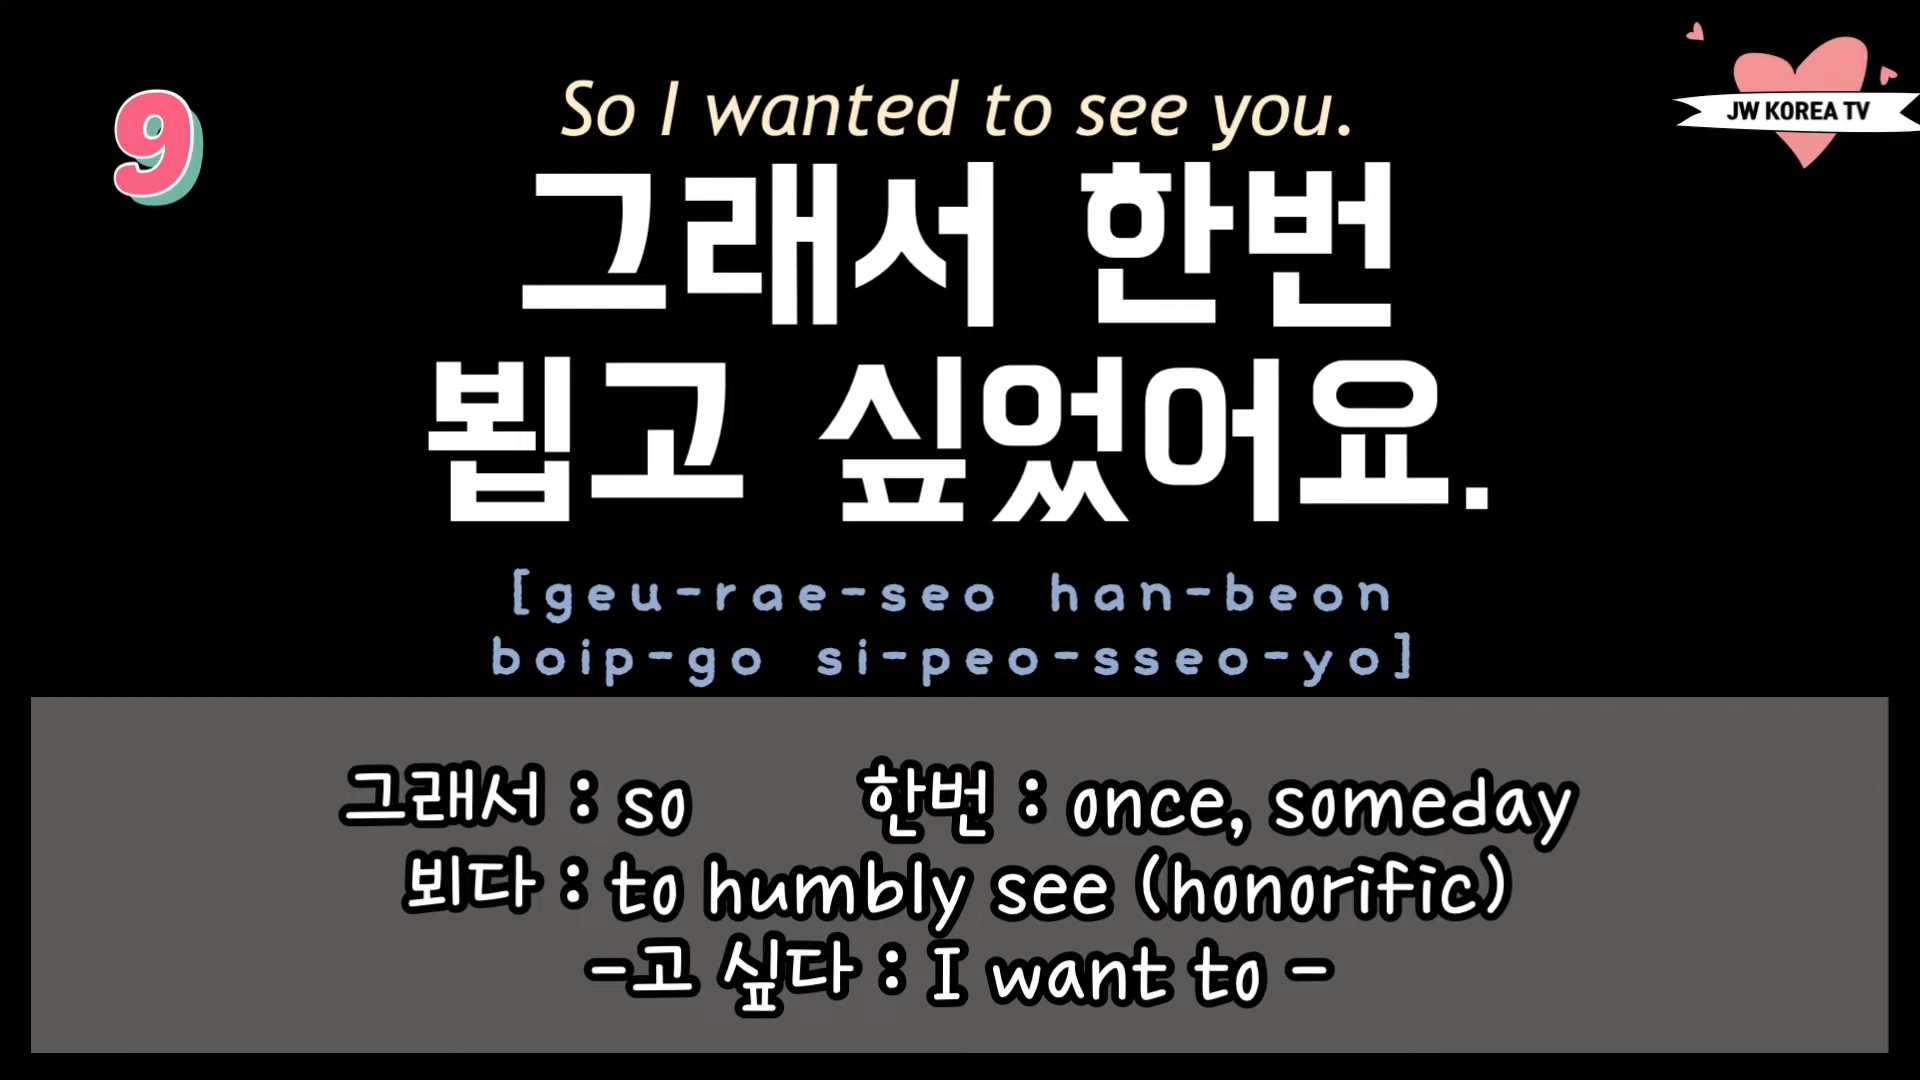 9
So I wanted to see you.
JW KOREA TV
그래서 한번
뵙고 싶었어요.
[geu-rae-seo han-beon
boip-go si-peo-sseo-yo]
그래서 : so 한번 : once, someday
뵈다 : to humbly see (honorific)
-고 싶다 : I want to -